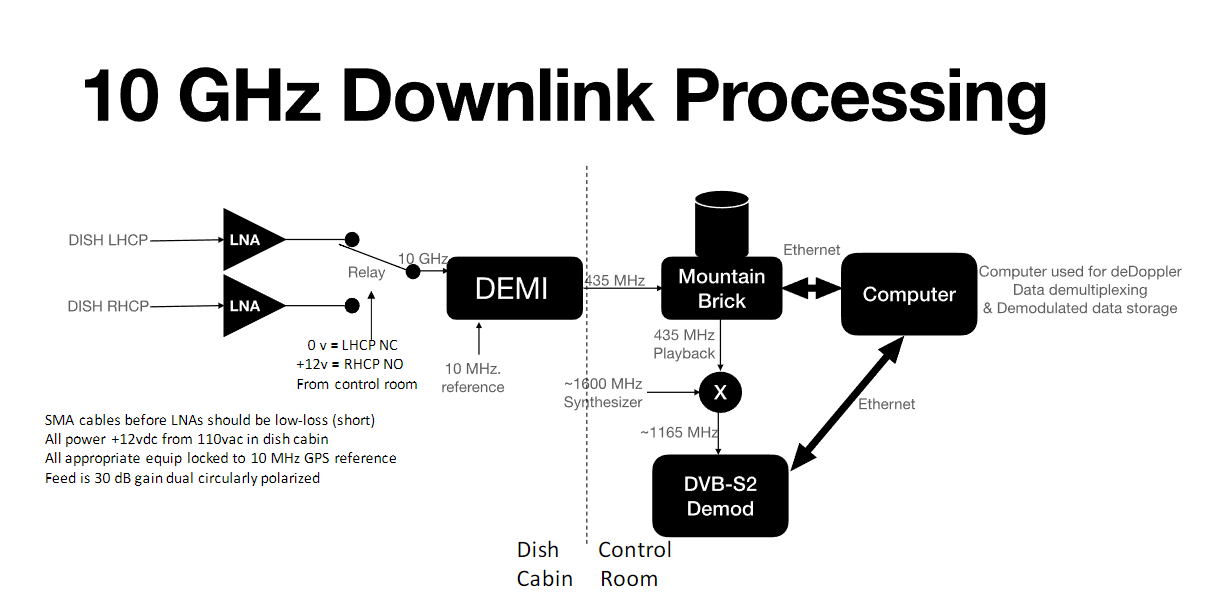 10 GHz Downlink Processing
DISH LHCP
LNA
DISH RHCP
LNA
Relay
10 GHz
0 v = LHCP NC
+12v = RHCP NO
From control room
DEMI
10 MHz.
reference
435 MHz
Mountain
Brick
Ethernet
Computer
Computer used for deDoppler
Data demultiplexing
& Demodulated data storage
435 MHz
Playback
~1600 MHz
Synthesizer
X
~1165 MHz
Ethernet
DVB-S2
Demod
SMA cables before LNAs should be low-loss (short)
All power +12vdc from 110vac in dish cabin
All appropriate equip locked to 10 MHz GPS reference
Feed is 30 dB gain dual circularly polarized
Dish
Cabin
Control
Room